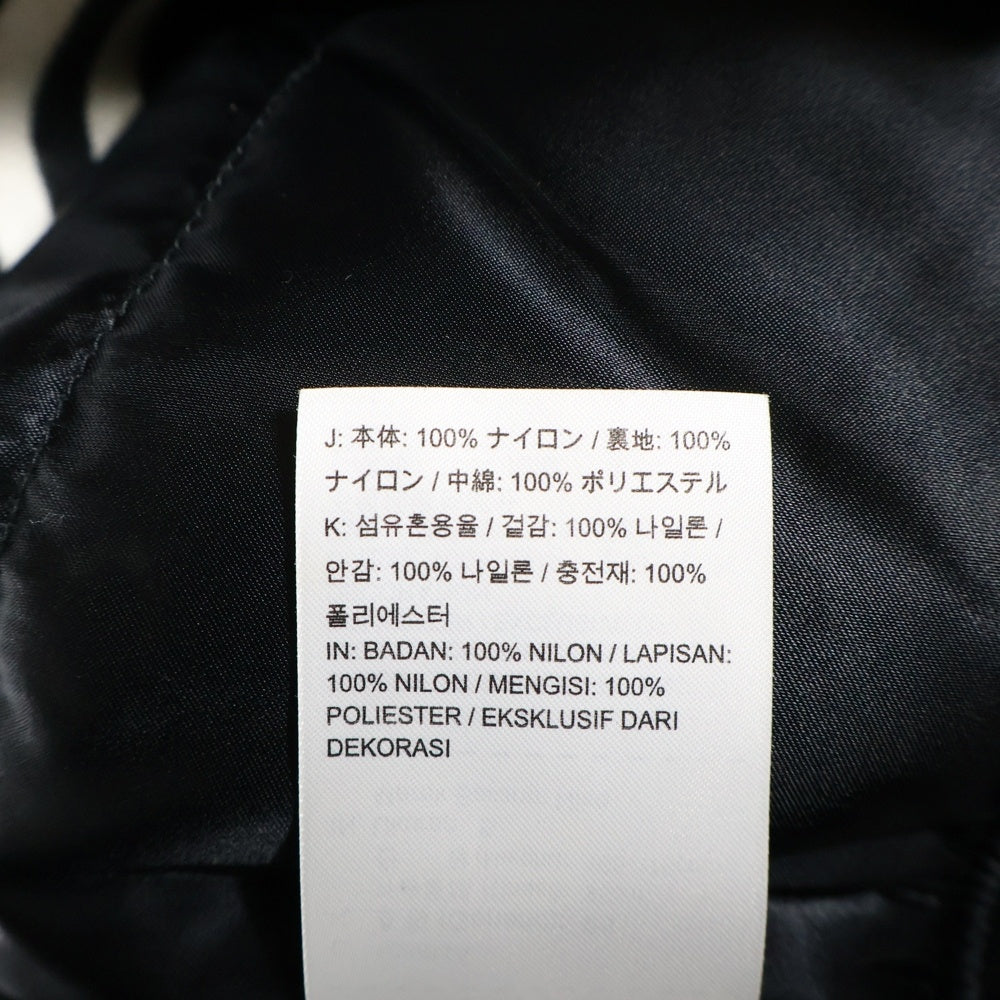 J: 本体: 100% ナイロン / 裏地: 100%
ナイロン / 中綿: 100% ポリエステル
K: 섬유혼용율 / 겉감: 100% 나일론 /
안감: 100% 나일론 / 충전재: 100%
폴리에스터
IN: BADAN: 100% NILON / LAPISAN:
100% NILON / MENGISI: 100%
POLIESTER / EKSKLUSIF DARI
DEKORASI